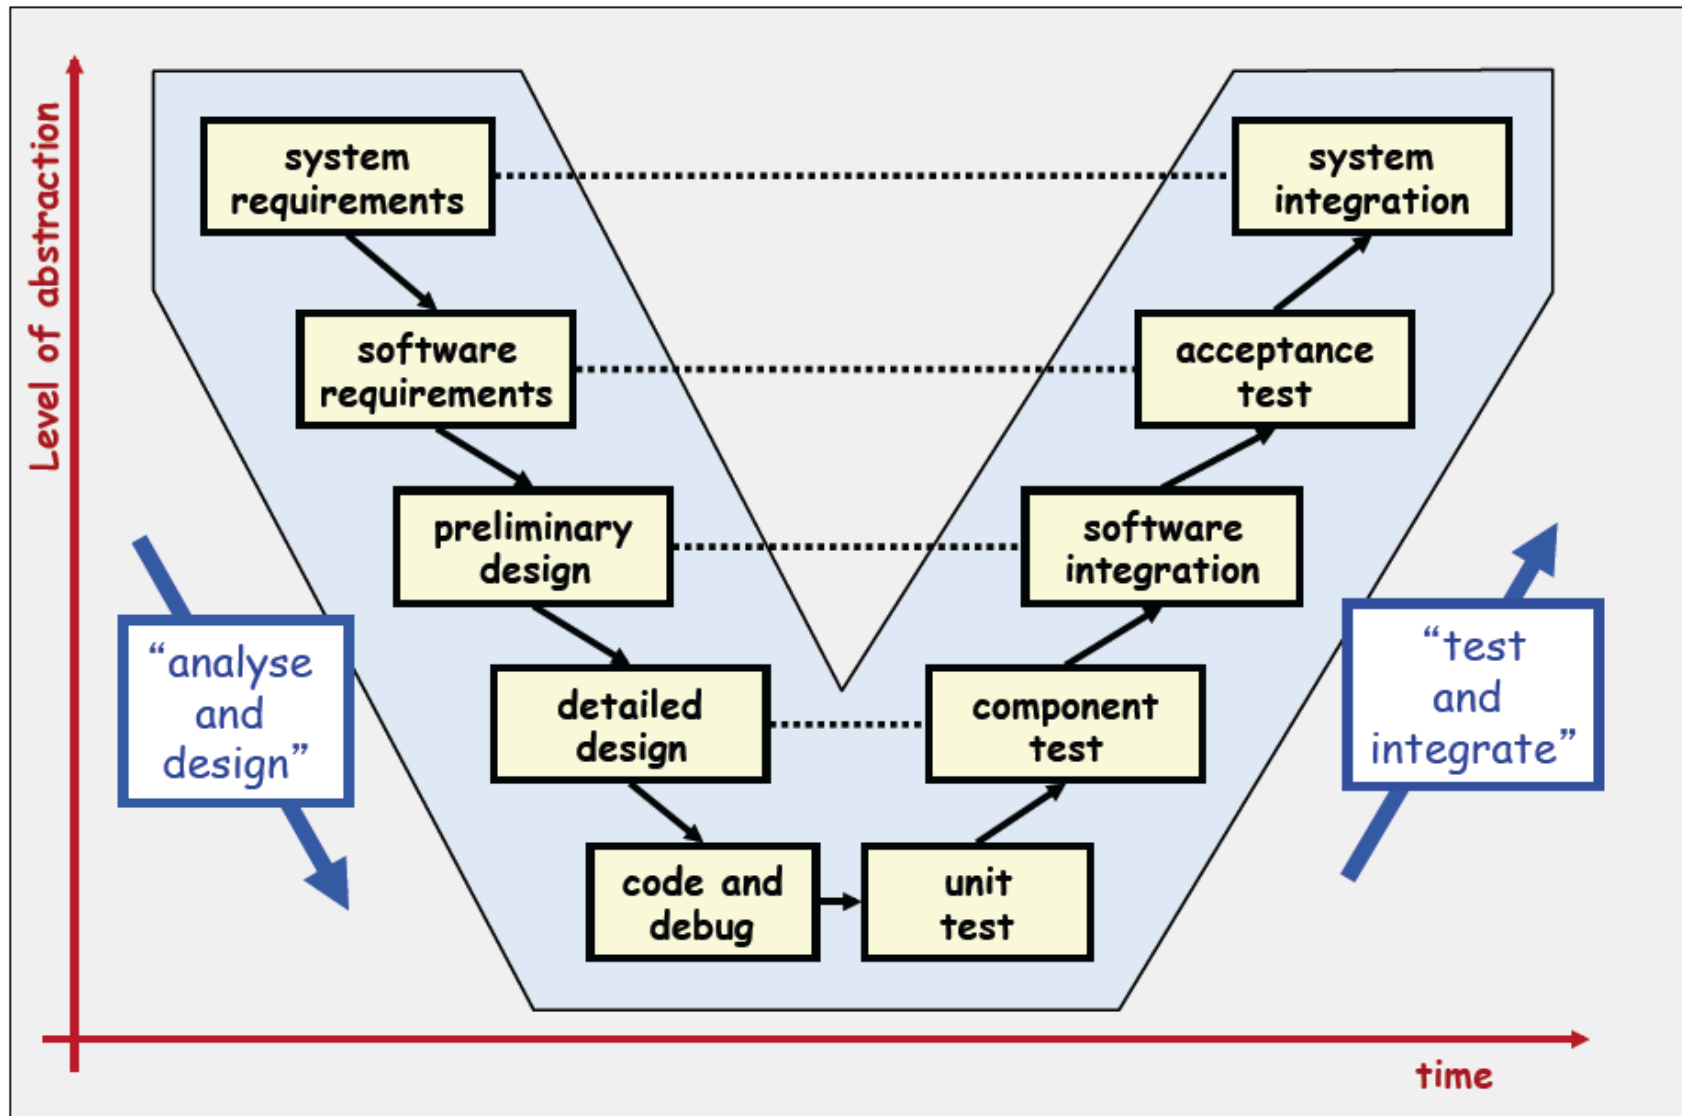 Level of abstraction
system
requirements
system
integration
software
requirements
acceptance
test
preliminary
design
software
integration
“analyse
and
design”
detailed
design
component
test
“test
and
integrate”
code and
debug
unit
test
time